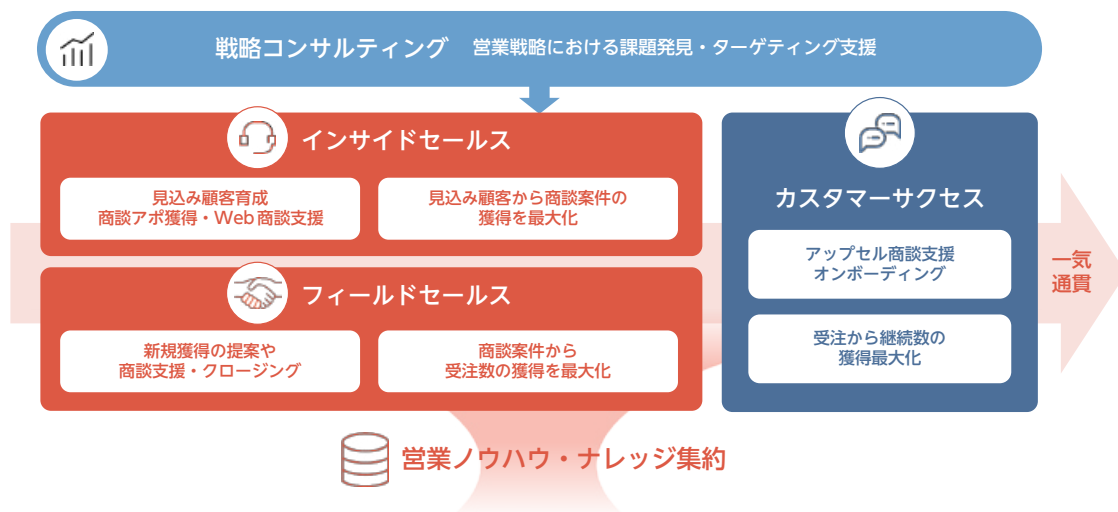 戦略コンサルティング 営業戦略における課題発見・ターゲティング支援
インサイドセールス
見込み顧客育成
商談アポ獲得・Web商談支援
見込み顧客から商談案件の
獲得を最大化
フィールドセールス
新規獲得の提案や
商談支援・クロージング
商談案件から
受注数の獲得を最大化
カスタマーサクセス
アップセル商談支援
オンボーディング
受注から継続数の
獲得最大化
一気
通貫
営業ノウハウ・ナレッジ集約